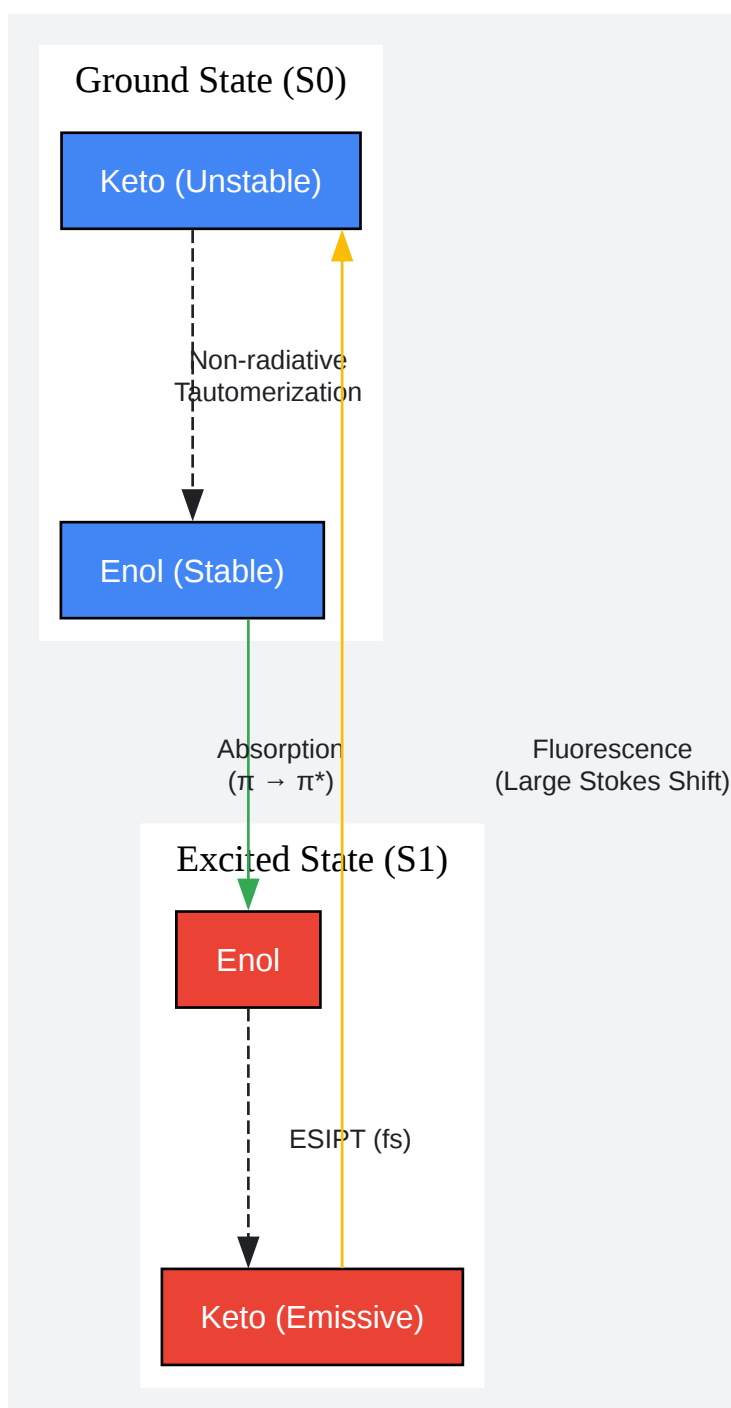 Ground State (S0)
Keto (Unstable)
Non-radiative
Tautomerization
Enol (Stable)
Absorption
(π → π*)
Fluorescence
(Large Stokes Shift)
Excited State (S1)
Enol
ESIPT (fs)
Keto (Emissive)